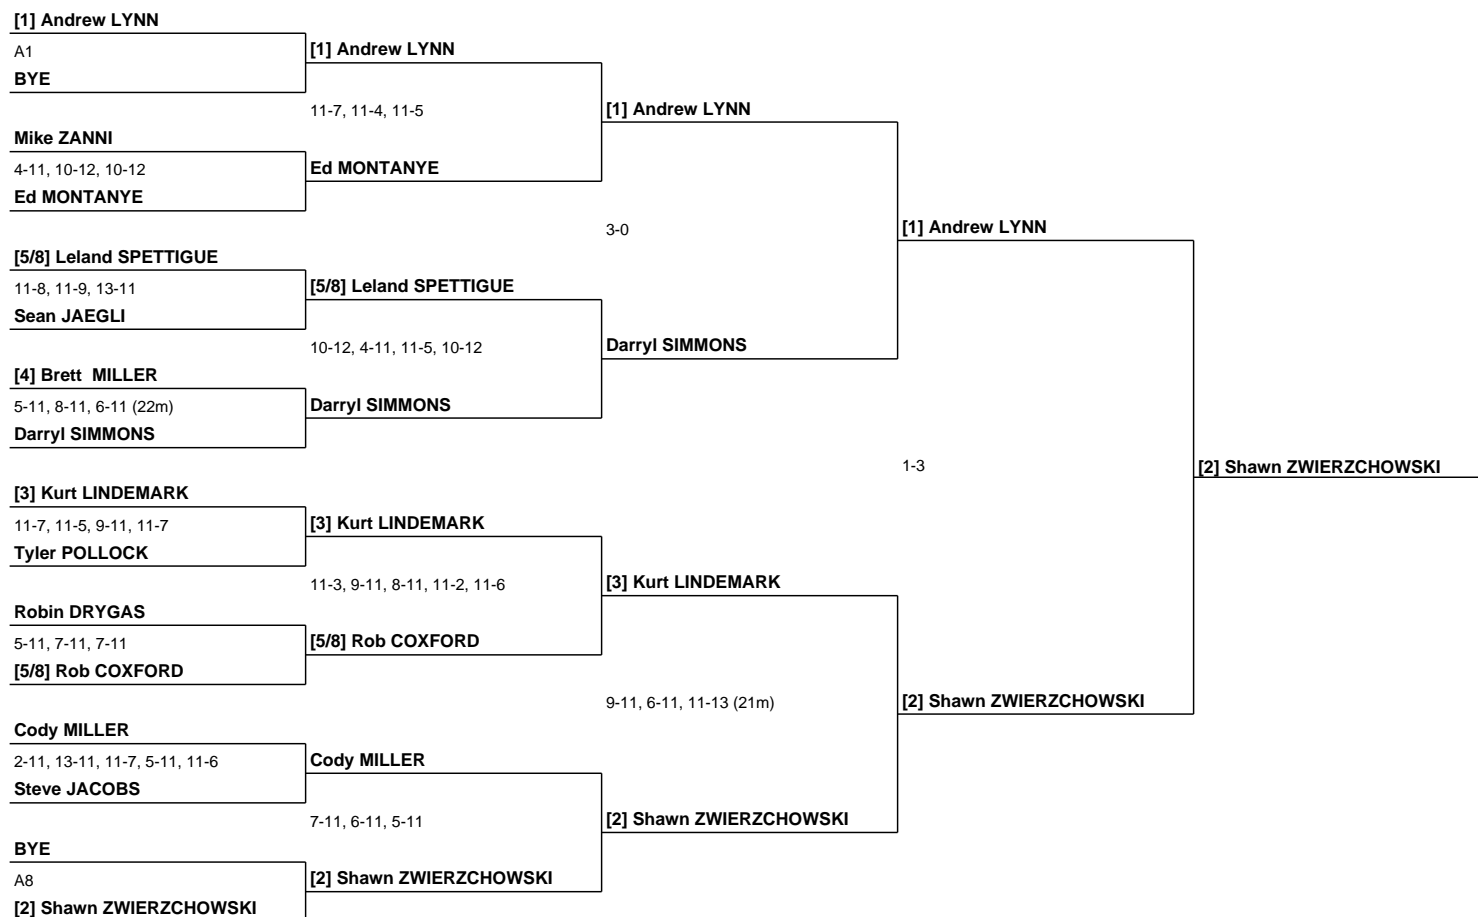 [1] Andrew LYNN
A1
BYE
Mike ZANNI
4-11, 10-12, 10-12
Ed MONTANYE
[5/8] Leland SPETTIGUE
11-8, 11-9, 13-11
Sean JAEGLI
[4] Brett  MILLER
5-11, 8-11, 6-11 (22m)
Darryl SIMMONS
[3] Kurt LINDEMARK
11-7, 11-5, 9-11, 11-7
Tyler POLLOCK
Robin DRYGAS
5-11, 7-11, 7-11
[5/8] Rob COXFORD
Cody MILLER
2-11, 13-11, 11-7, 5-11, 11-6
Steve JACOBS
BYE
A8
[2] Shawn ZWIERZCHOWSKI
[1] Andrew LYNN
11-7, 11-4, 11-5
Ed MONTANYE
[5/8] Leland SPETTIGUE
10-12, 4-11, 11-5, 10-12
Darryl SIMMONS
[3] Kurt LINDEMARK
11-3, 9-11, 8-11, 11-2, 11-6
[5/8] Rob COXFORD
Cody MILLER
7-11, 6-11, 5-11
[2] Shawn ZWIERZCHOWSKI
[1] Andrew LYNN
3-0
Darryl SIMMONS
[3] Kurt LINDEMARK
9-11, 6-11, 11-13 (21m)
[2] Shawn ZWIERZCHOWSKI
[1] Andrew LYNN
1-3
[2] Shawn ZWIERZCHOWSKI
[2] Shawn ZWIERZCHOWSKI